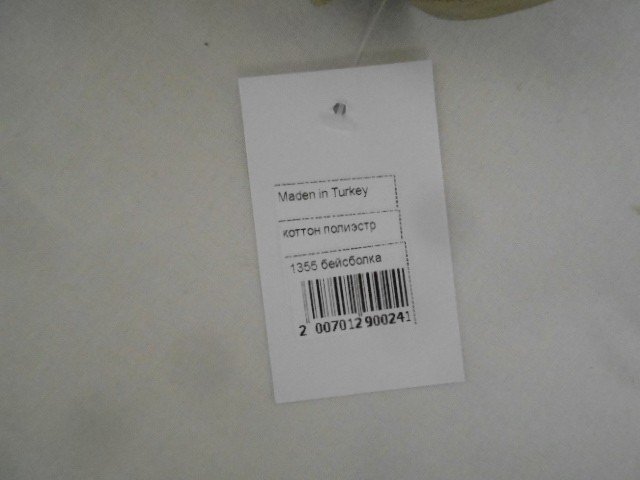 Maden in Turkey
коттон полиэстр
1355 бейсболка
2 007012 900241